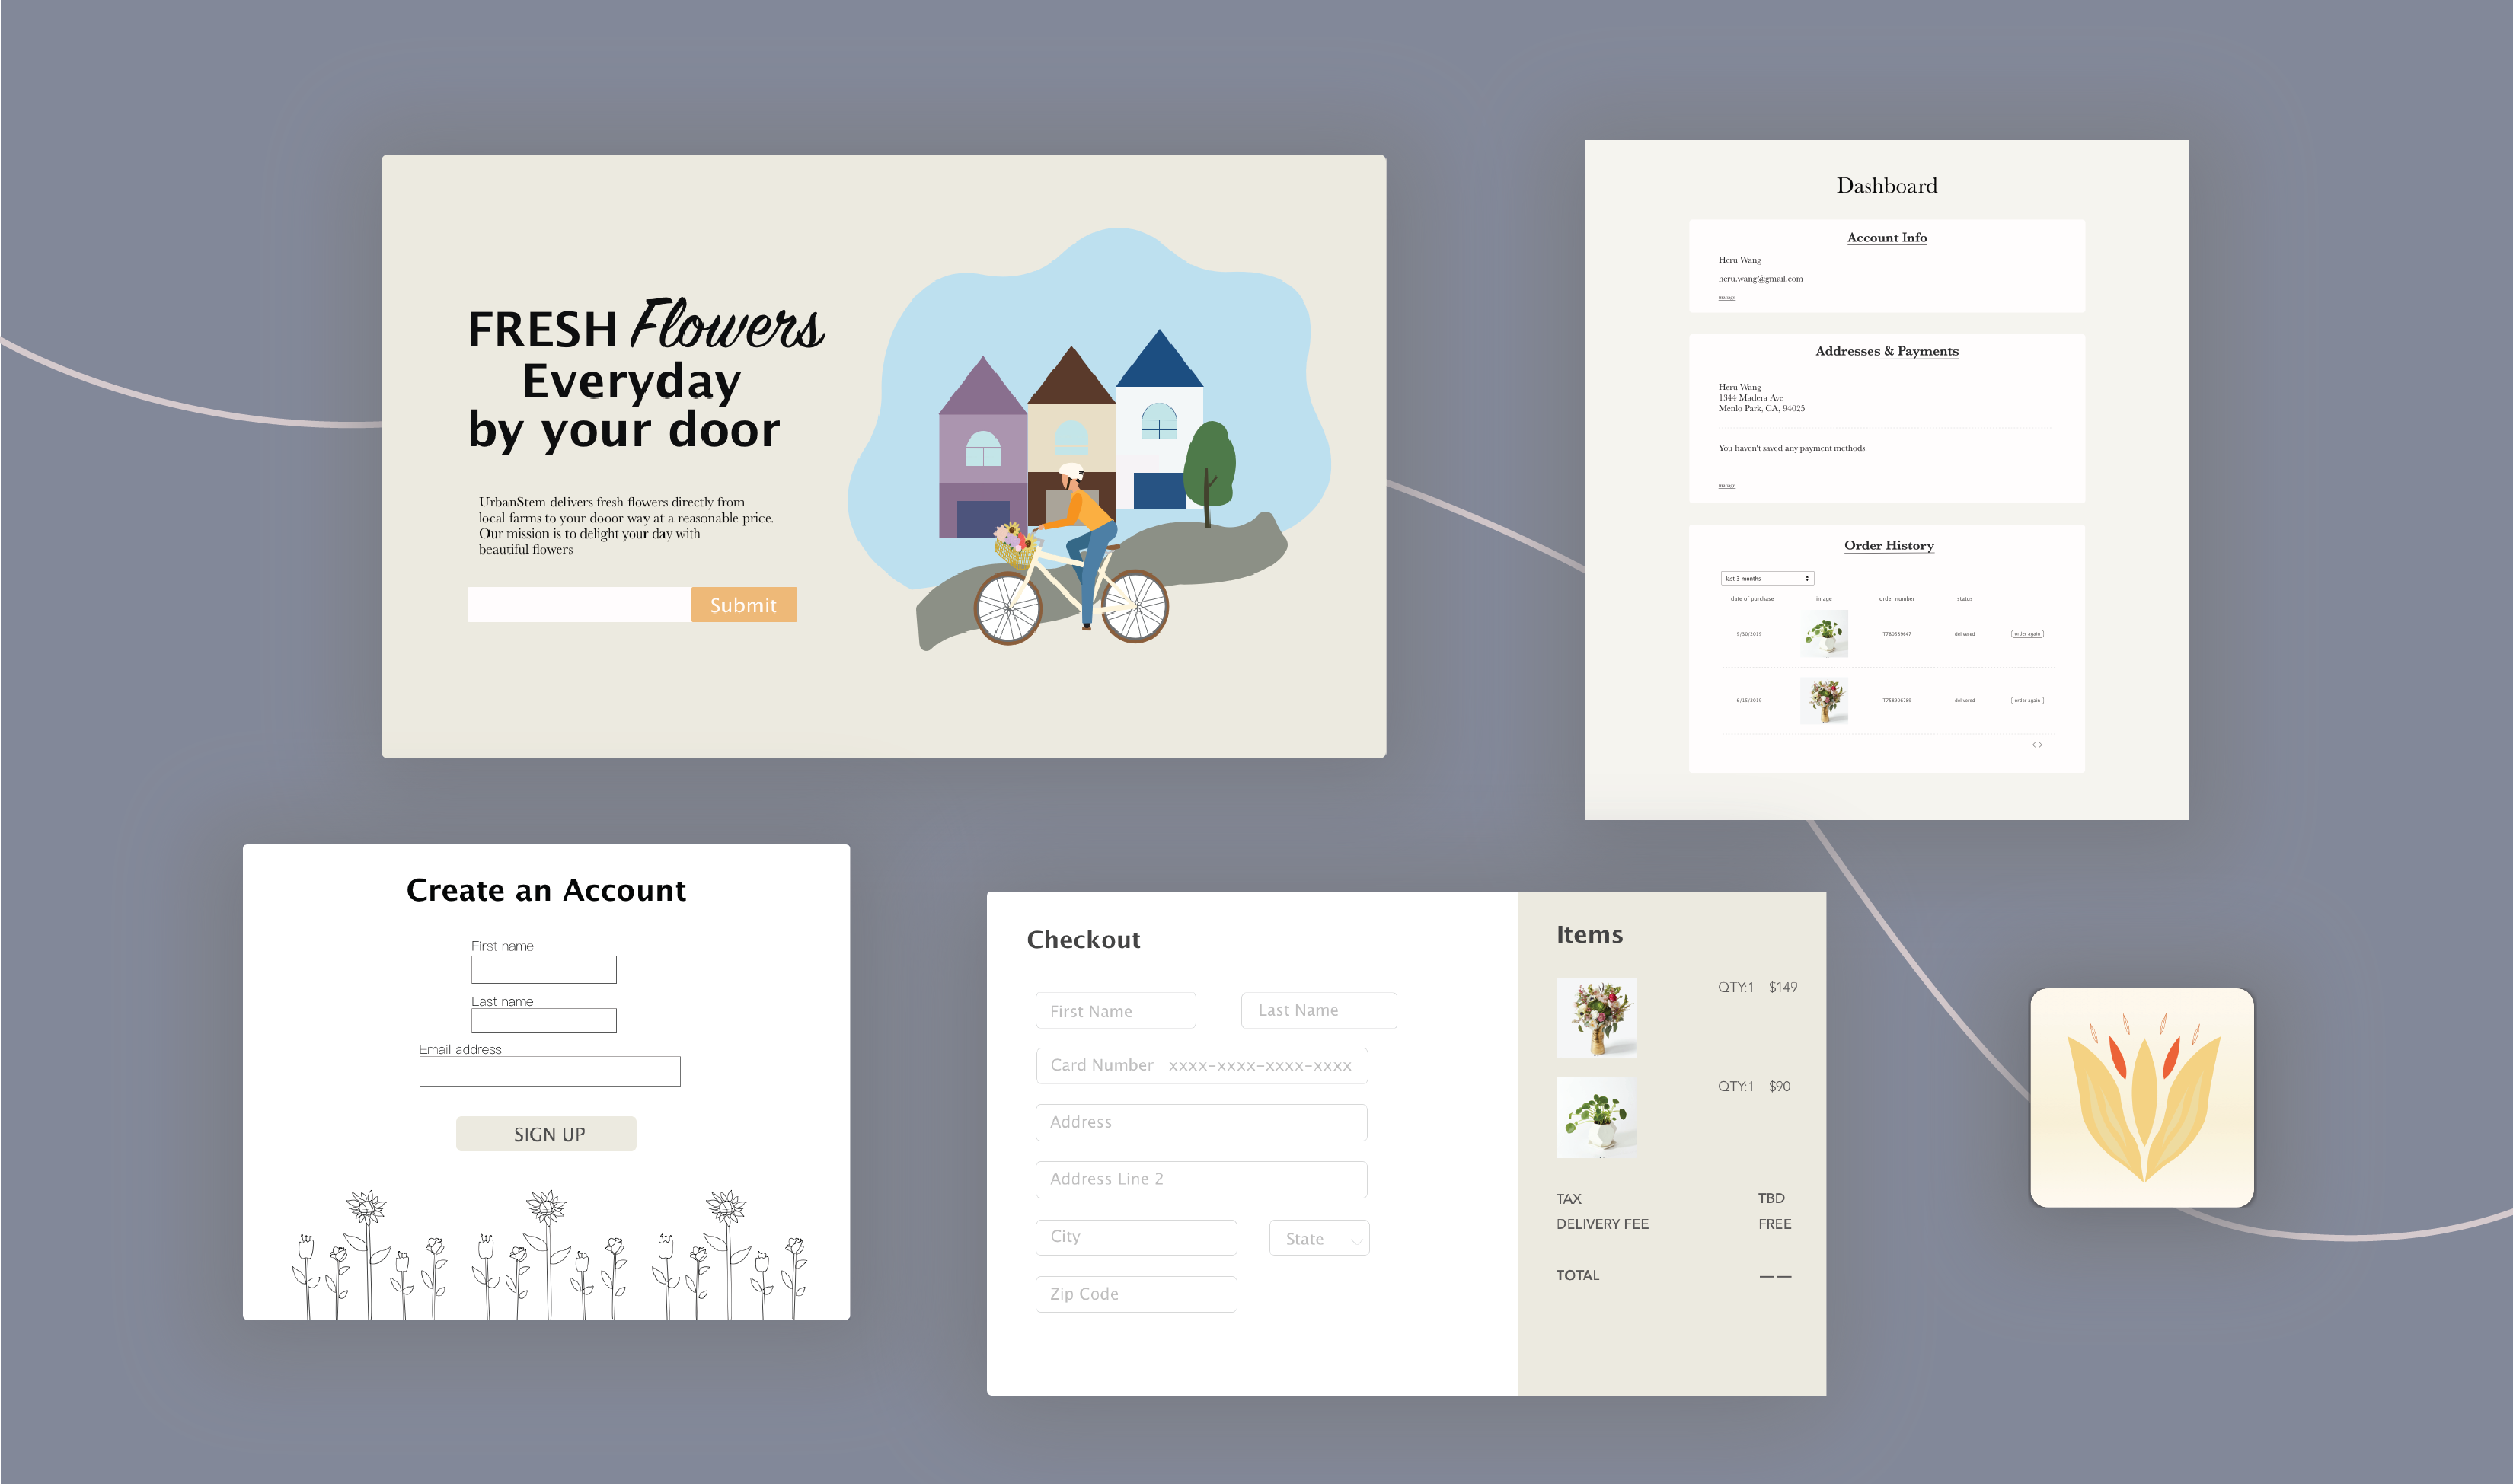 FRESH Flowers
Everyday
by your door
UrbanStem delivers fresh flowers directly from
local farms to your dooor way at a reasonable price.
Our mission is to delight your day with
beautiful flowers
Submit
Dashboard
Account Info
Heru Wang
heru.wang@gmail.com
manage
Addresses & Payments
Heru Wang
1344 Madera Ave
Menlo Park, CA, 94025
You haven't saved any payment methods.
manage
Order History
last 3 months
date of purchase image order number status
9/30/2019 T780589647 delivered order again
6/15/2019 T758906789 delivered order again
Create an Account
First name
Last name
Email address
SIGN UP
Checkout
First Name Last Name
Card Number xxxx-xxxx-xxxx-xxxx
Address
Address Line 2
City State
Zip Code
Items
QTY:1 $149
QTY:1 $90
TAX TBD
DELIVERY FEE FREE
TOTAL — —